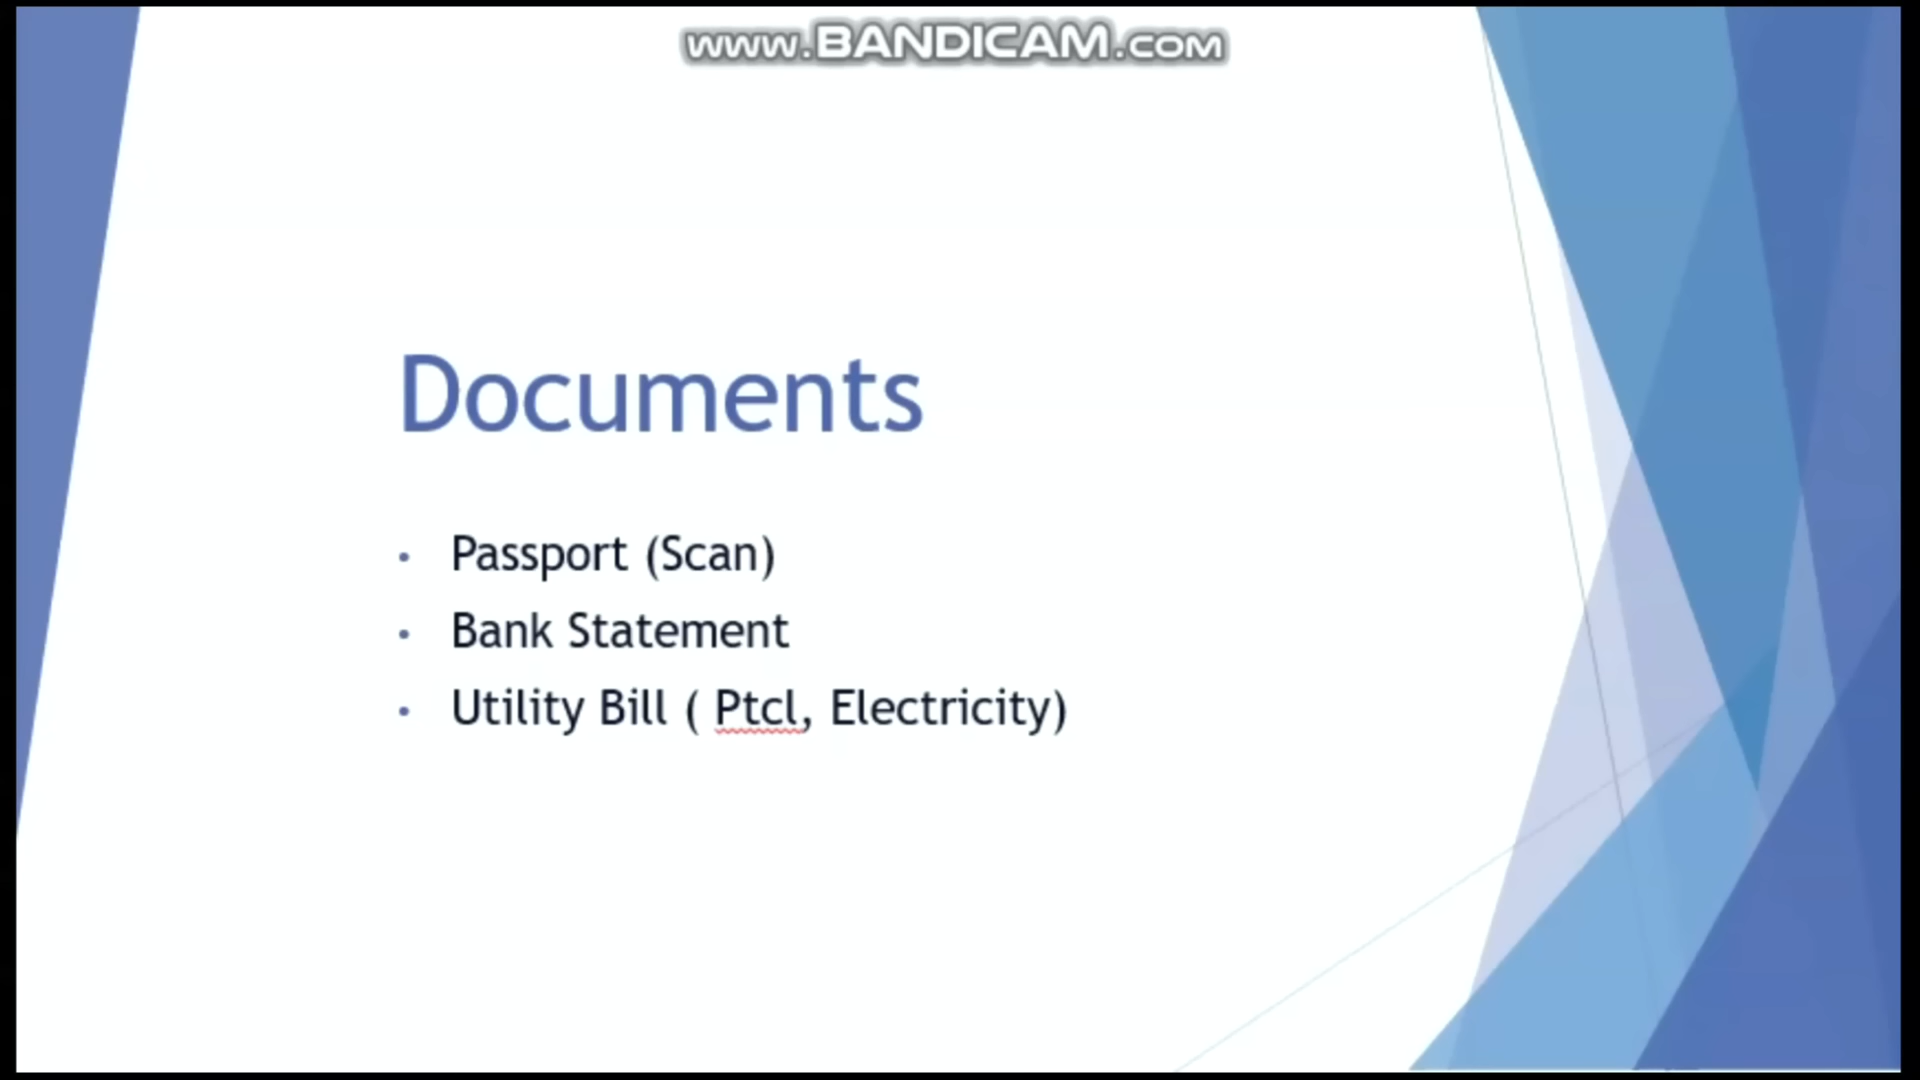 www.BANDICAM.COM
Documents
• Passport (Scan)
• Bank Statement
• Utility Bill ( Ptcl, Electricity)